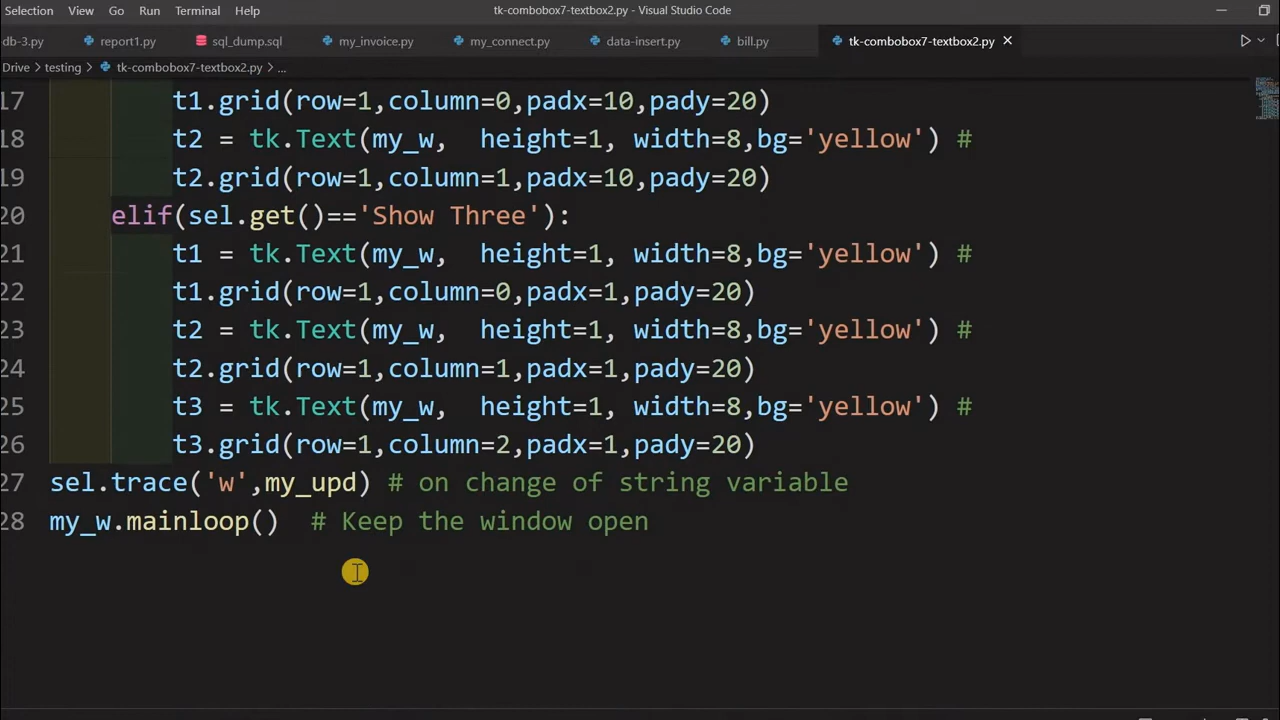 Selection View Go Run Terminal Help tk-combobox7-textbox2.py - Visual Studio Code
db-3.py report1.py sql_dump.sql my_invoice.py my_connect.py data-insert.py bill.py tk-combobox7-textbox2.py
Drive > testing > tk-combobox7-textbox2.py > ...
17 t1.grid(row=1,column=0,padx=10,pady=20)
18 t2 = tk.Text(my_w,  height=1, width=8,bg='yellow') #
19 t2.grid(row=1,column=1,padx=10,pady=20)
20 elif(sel.get()=='Show Three'):
21 t1 = tk.Text(my_w,  height=1, width=8,bg='yellow') #
22 t1.grid(row=1,column=0,padx=1,pady=20)
23 t2 = tk.Text(my_w,  height=1, width=8,bg='yellow') #
24 t2.grid(row=1,column=1,padx=1,pady=20)
25 t3 = tk.Text(my_w,  height=1, width=8,bg='yellow') #
26 t3.grid(row=1,column=2,padx=1,pady=20)
27 sel.trace('w',my_upd) # on change of string variable
28 my_w.mainloop()  # Keep the window open